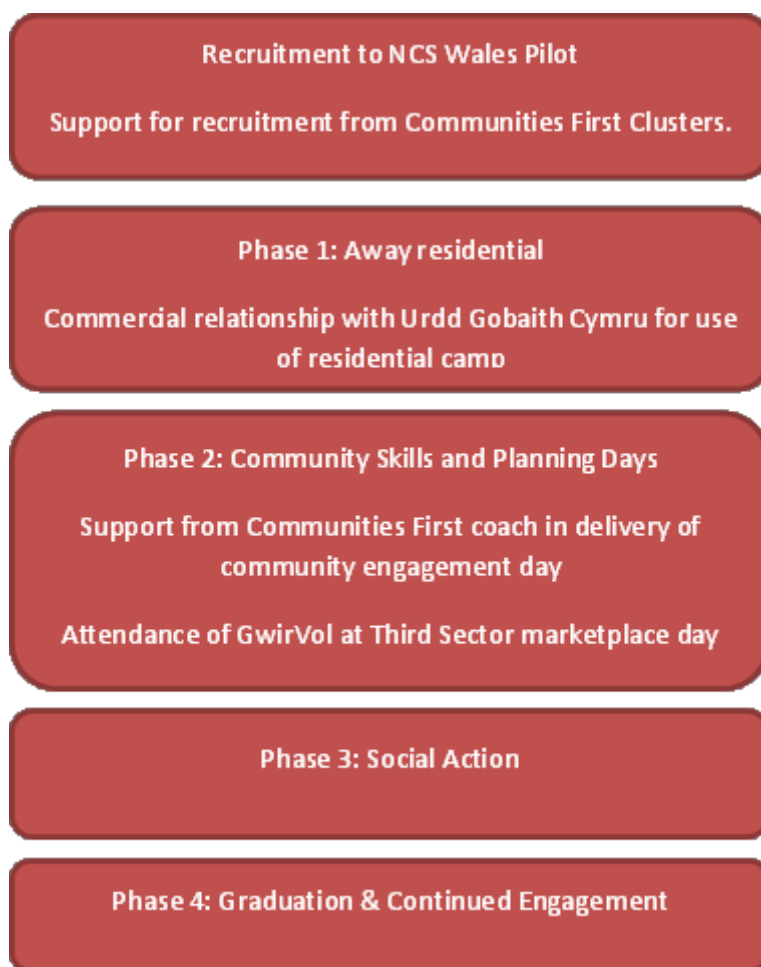 Recruitment to NCS Wales Pilot
Support for recruitment from Communities First Clusters.
Phase 1: Away residential
Commercial relationship with Urdd Gobaith Cymru for use
of residential camp
Phase 2: Community Skills and Planning Days
Support from Communities First coach in delivery of
community engagement day
Attendance of GwirVol at Third Sector marketplace day
Phase 3: Social Action
Phase 4: Graduation & Continued Engagement